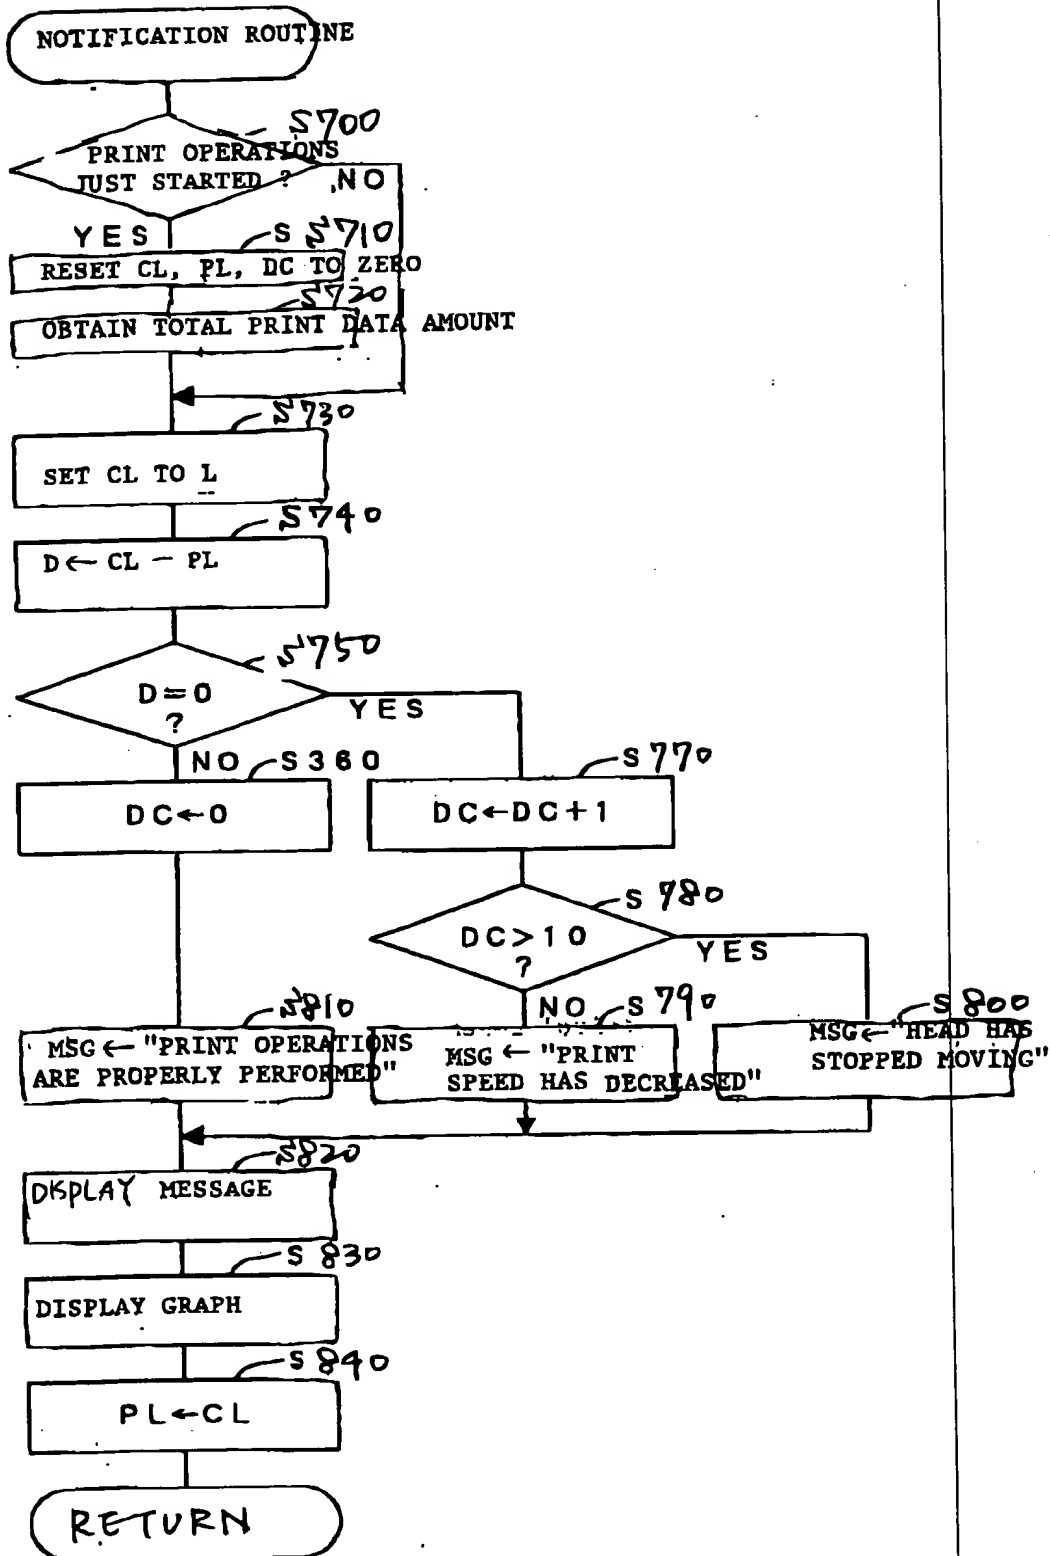 NOTIFICATION ROUTINE
S700
PRINT OPERATIONS
JUST STARTED ?
NO
YES
S S710
RESET CL, PL, DC TO ZERO
S720
OBTAIN TOTAL PRINT DATA AMOUNT
S730
SET CL TO L
S740
D ← CL − PL
S750
D=0
?
YES
NO
S360
DC←0
S770
DC←DC+1
S780
DC>10
?
YES
NO
S810
MSG ← "PRINT OPERATIONS
ARE PROPERLY PERFORMED"
S790
MSG ← "PRINT
SPEED HAS DECREASED"
S800
MSG ← "HEAD HAS
STOPPED MOVING"
S820
DISPLAY MESSAGE
S830
DISPLAY GRAPH
S840
PL←CL
RETURN